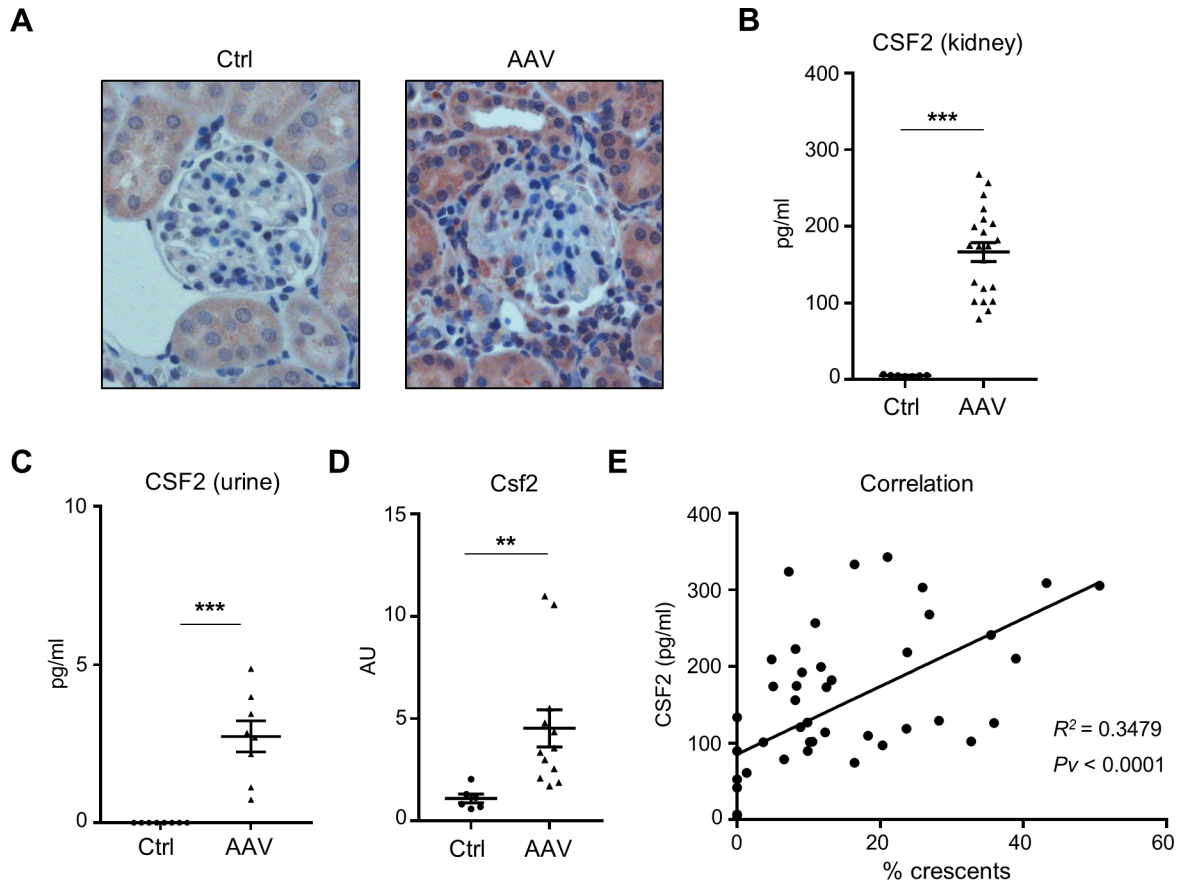 A
Ctrl
AAV
B
CSF2 (kidney)
400
300
200
100
0
pg/ml
***
Ctrl
AAV
C
CSF2 (urine)
10
5
0
pg/ml
***
Ctrl
AAV
D
Csf2
15
10
5
0
AU
**
Ctrl
AAV
E
Correlation
400
300
200
100
0
CSF2 (pg/ml)
R² = 0.3479
Pv < 0.0001
0
20
40
60
% crescents